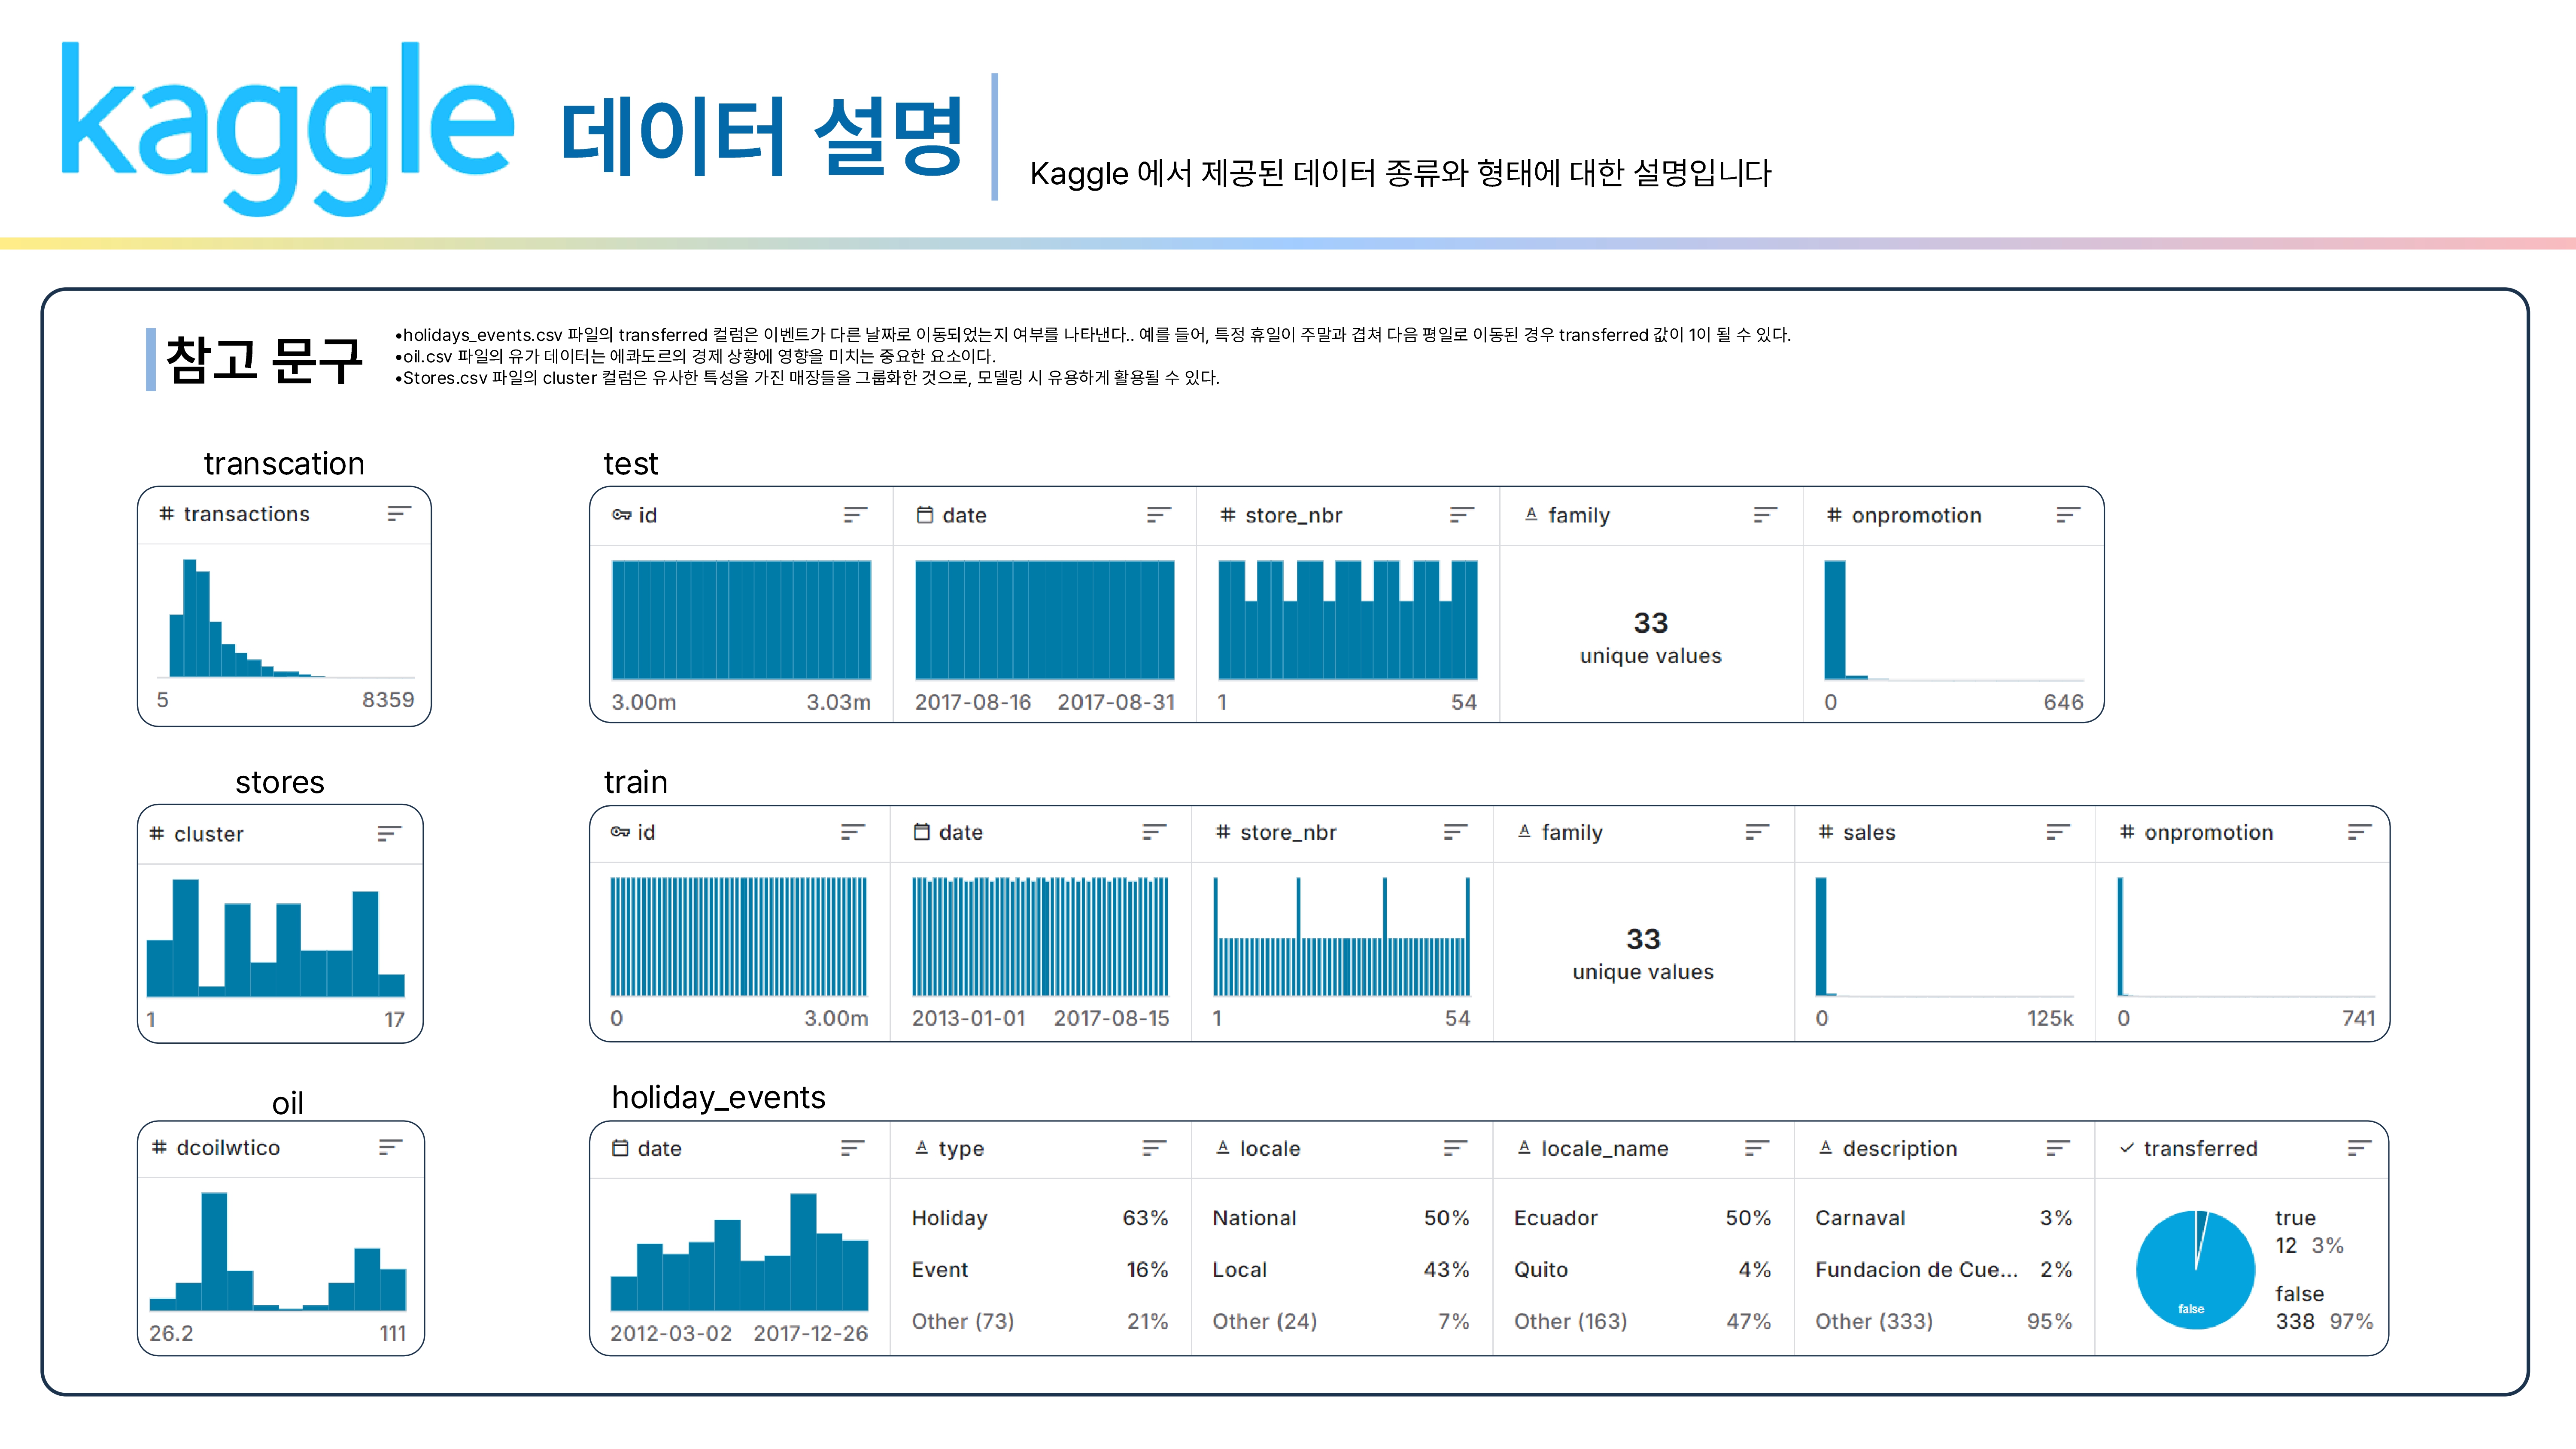 kaggle 데이터 설명
Kaggle 에서 제공된 데이터 종류와 형태에 대한 설명입니다
참고 문구
•holidays_events.csv 파일의 transferred 컬럼은 이벤트가 다른 날짜로 이동되었는지 여부를 나타낸다.. 예를 들어, 특정 휴일이 주말과 겹쳐 다음 평일로 이동된 경우 transferred 값이 1이 될 수 있다.
•oil.csv 파일의 유가 데이터는 에콰도르의 경제 상황에 영향을 미치는 중요한 요소이다.
•Stores.csv 파일의 cluster 컬럼은 유사한 특성을 가진 매장들을 그룹화한 것으로, 모델링 시 유용하게 활용될 수 있다.
transcation
# transactions
5 8359
test
id date # store_nbr A family # onpromotion
33
unique values
3.00m 3.03m 2017-08-16 2017-08-31 1 54 0 646
stores
# cluster
1 17
train
id date # store_nbr A family # sales # onpromotion
33
unique values
0 3.00m 2013-01-01 2017-08-15 1 54 0 125k 0 741
oil
# dcoilwtico
26.2 111
holiday_events
date A type A locale A locale_name A description transferred
Holiday 63% National 50% Ecuador 50% Carnaval 3% true
12 3%
Event 16% Local 43% Quito 4% Fundacion de Cue... 2%
false
false
Other (73) 21% Other (24) 7% Other (163) 47% Other (333) 95% 338 97%
2012-03-02 2017-12-26